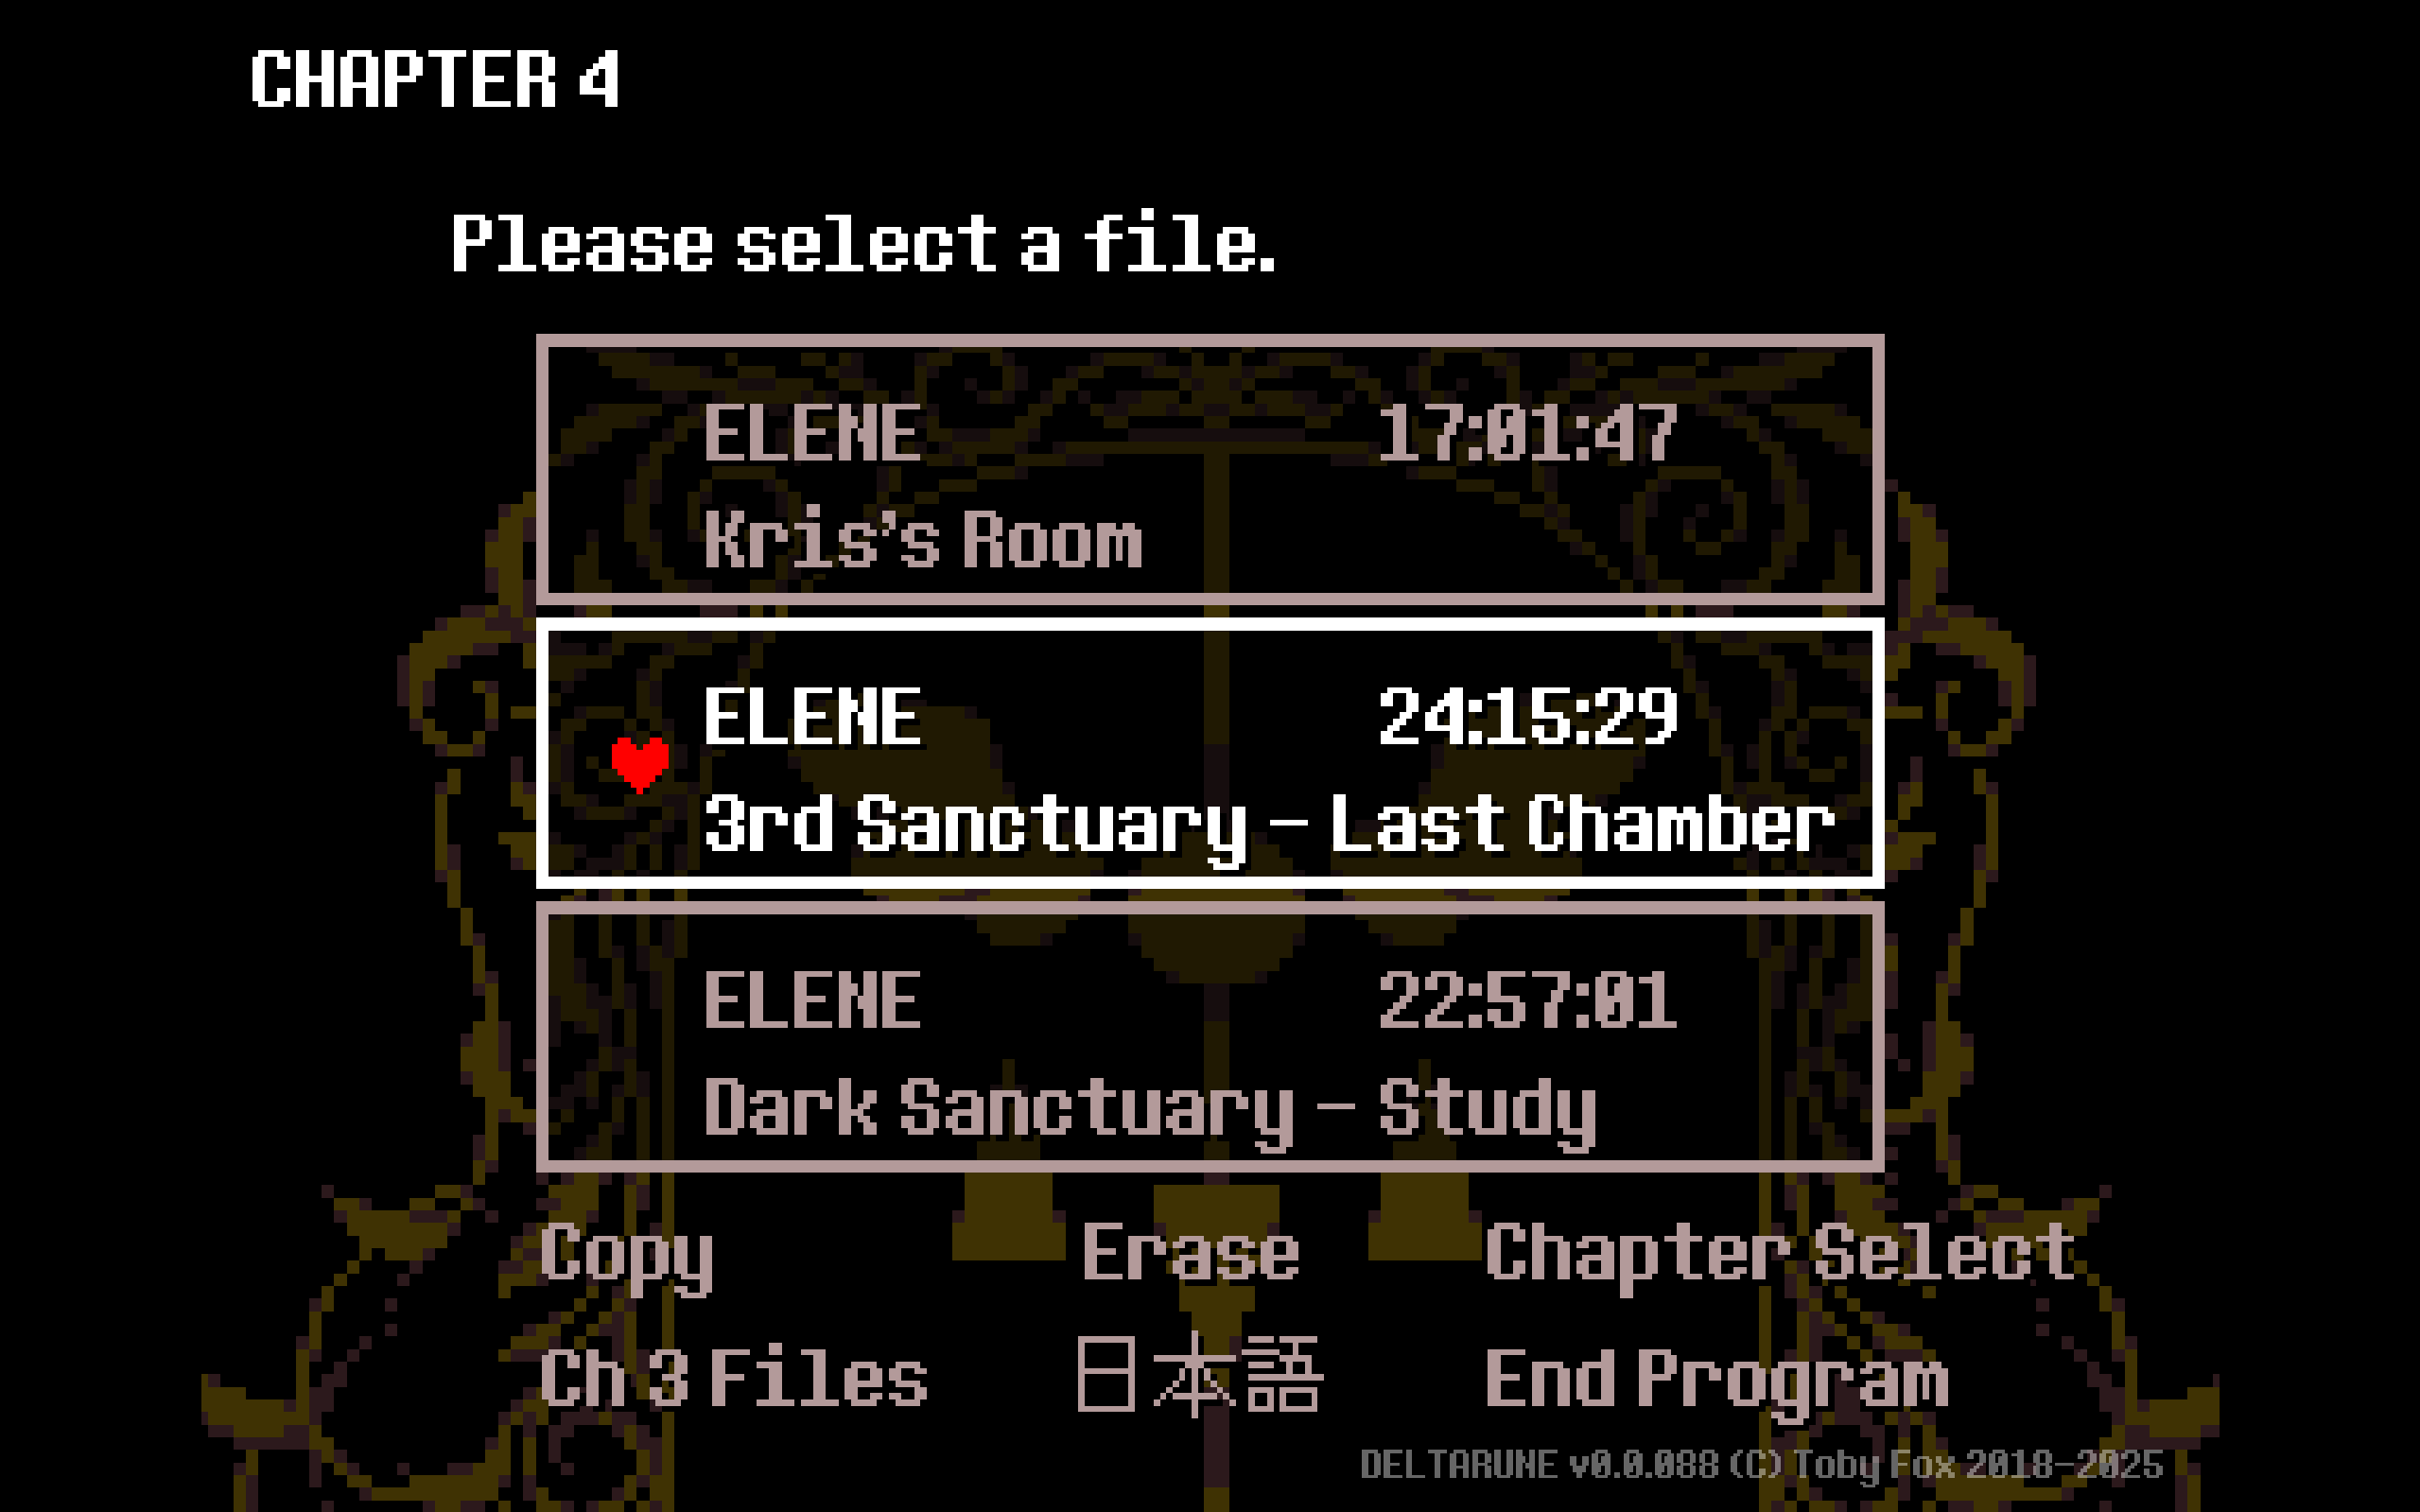 CHAPTER 4
Please select a file.
ELENE 17:01:47
Kris's Room
ELENE 24:15:29
3rd Sanctuary - Last Chamber
ELENE 22:57:01
Dark Sanctuary - Study
Copy Erase Chapter Select
Ch 3 Files 日本語 End Program
DELTARUNE v0.0.088 (C) Toby Fox 2018-2025